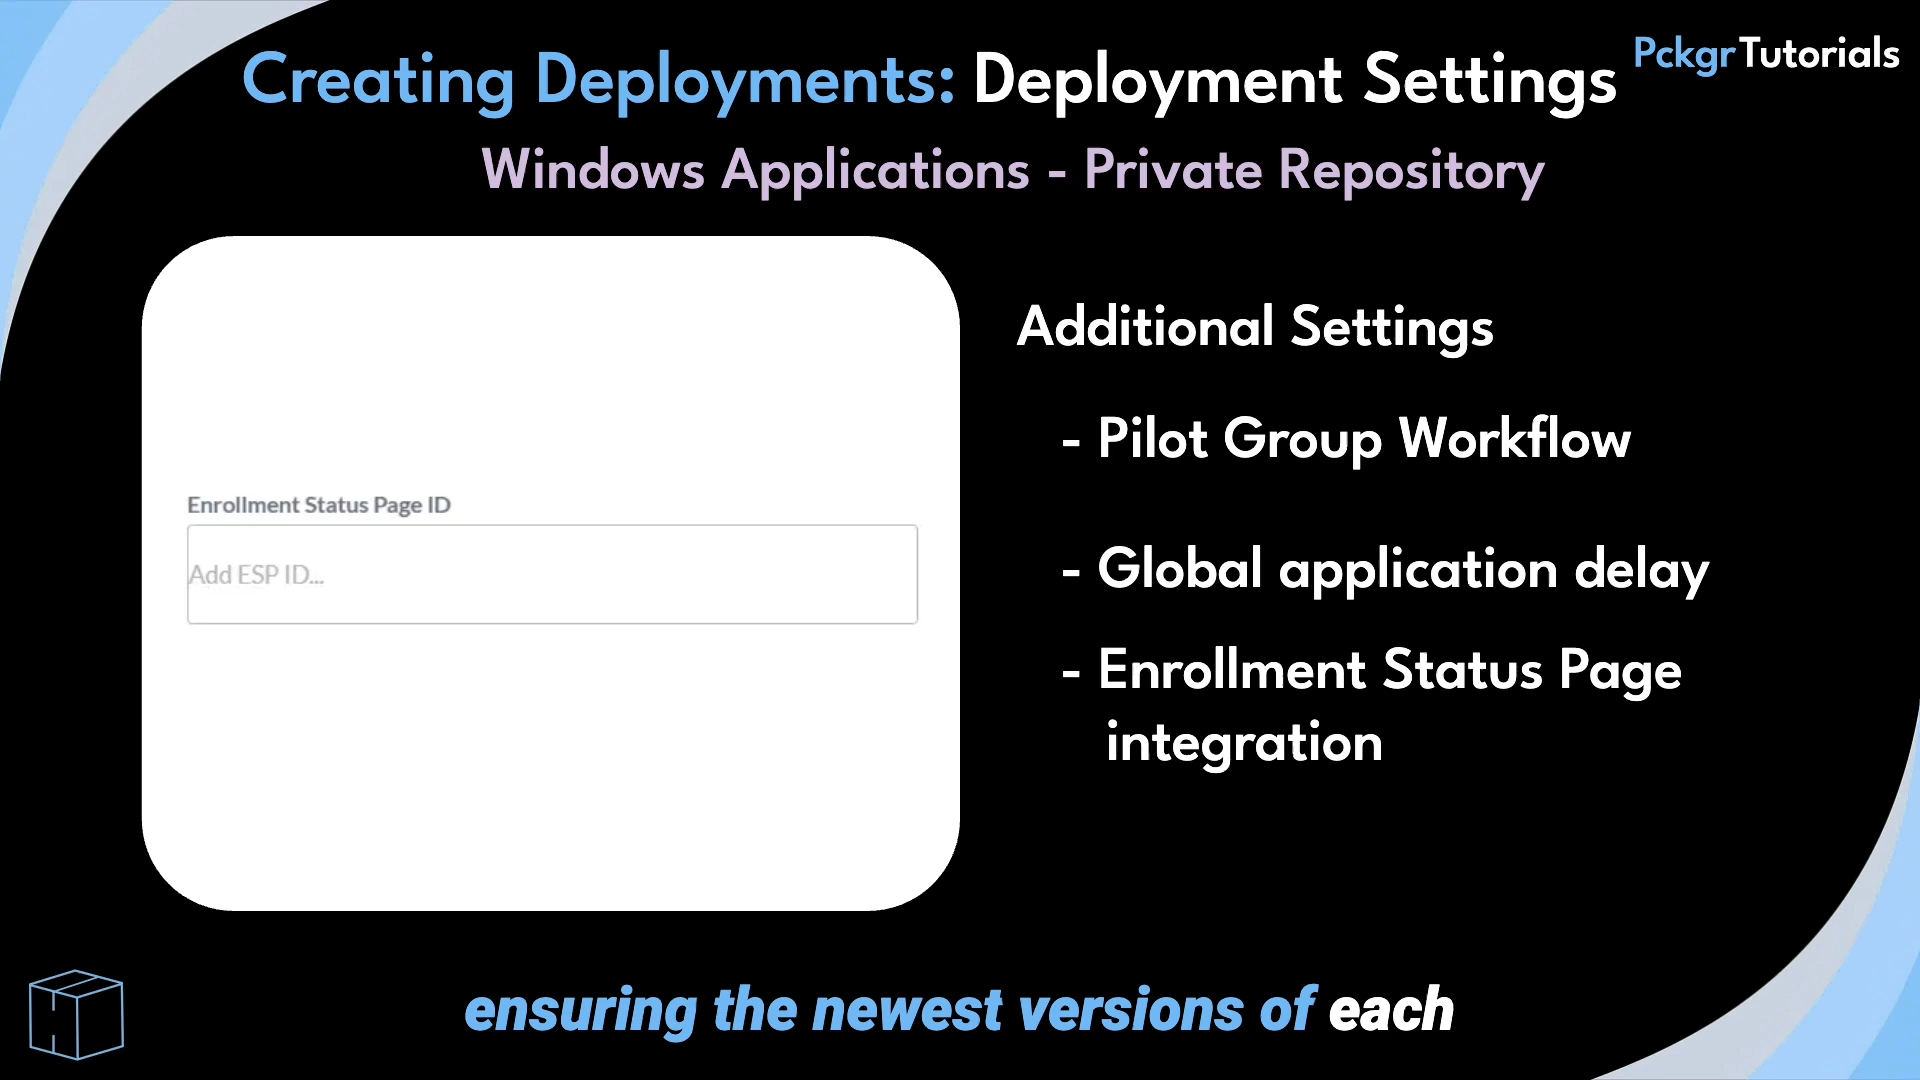 Creating Deployments: Deployment Settings
PckgrTutorials
Windows Applications - Private Repository
Enrollment Status Page ID
Add ESP ID...
Additional Settings
- Pilot Group Workflow
- Global application delay
- Enrollment Status Page
integration
ensuring the newest versions of each